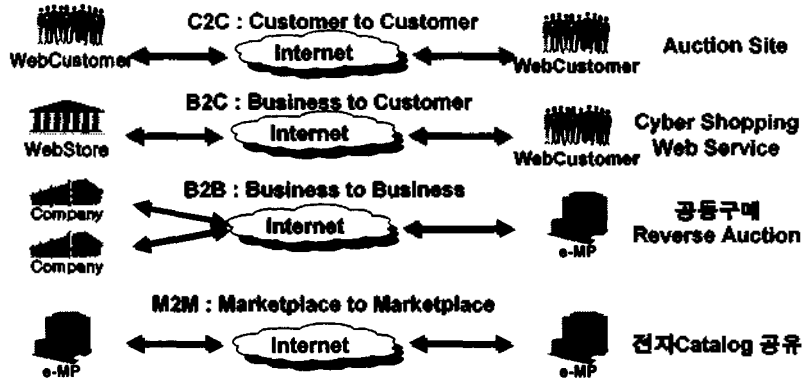 C2C : Customer to Customer
WebCustomer
Internet
WebCustomer
Auction Site
B2C : Business to Customer
WebStore
Internet
WebCustomer
Cyber Shopping
Web Service
B2B : Business to Business
Company
Company
Internet
e-MP
공동구매
Reverse Auction
M2M : Marketplace to Marketplace
e-MP
Internet
e-MP
전자Catalog 공유